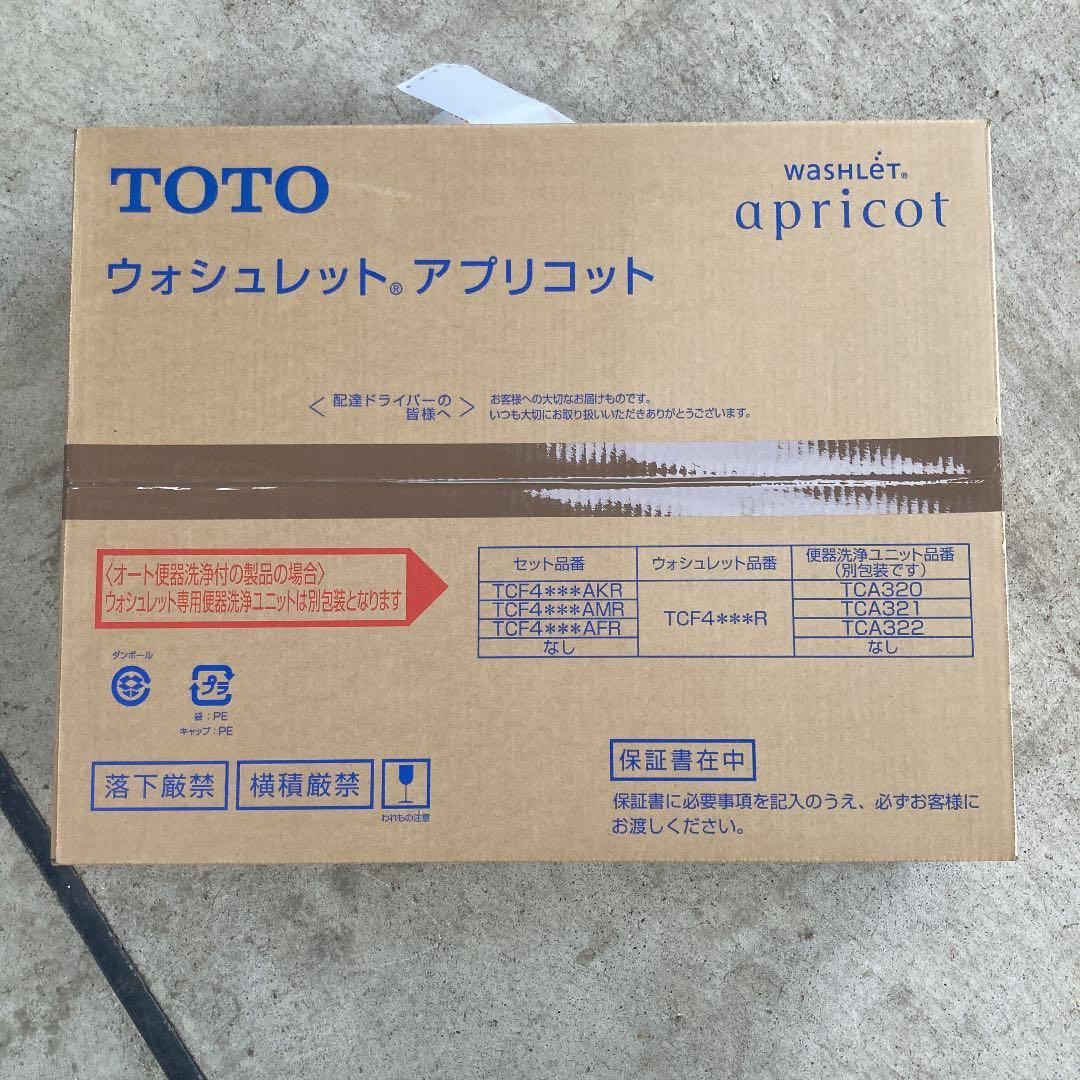 TOTO
WASHLET®
apricot
ウォシュレット®アプリコット
＜配達ドライバーの皆様へ＞
お客様への大切なお届けものです。
いつも大切にお取り扱いいただきありがとうございます。
〈オート便器洗浄付の製品の場合〉
ウォシュレット専用便器洗浄ユニットは別包装となります
セット品番 ウォシュレット品番 便器洗浄ユニット品番
(別包装です)
TCF4***AKR TCA320
TCF4***AMR TCF4***R TCA321
TCF4***AFR TCA322
なし なし
ダンボール
プラ
袋：PE
キャップ：PE
落下厳禁 横積厳禁
われもの注意
保証書在中
保証書に必要事項を記入のうえ、必ずお客様に
お渡しください。